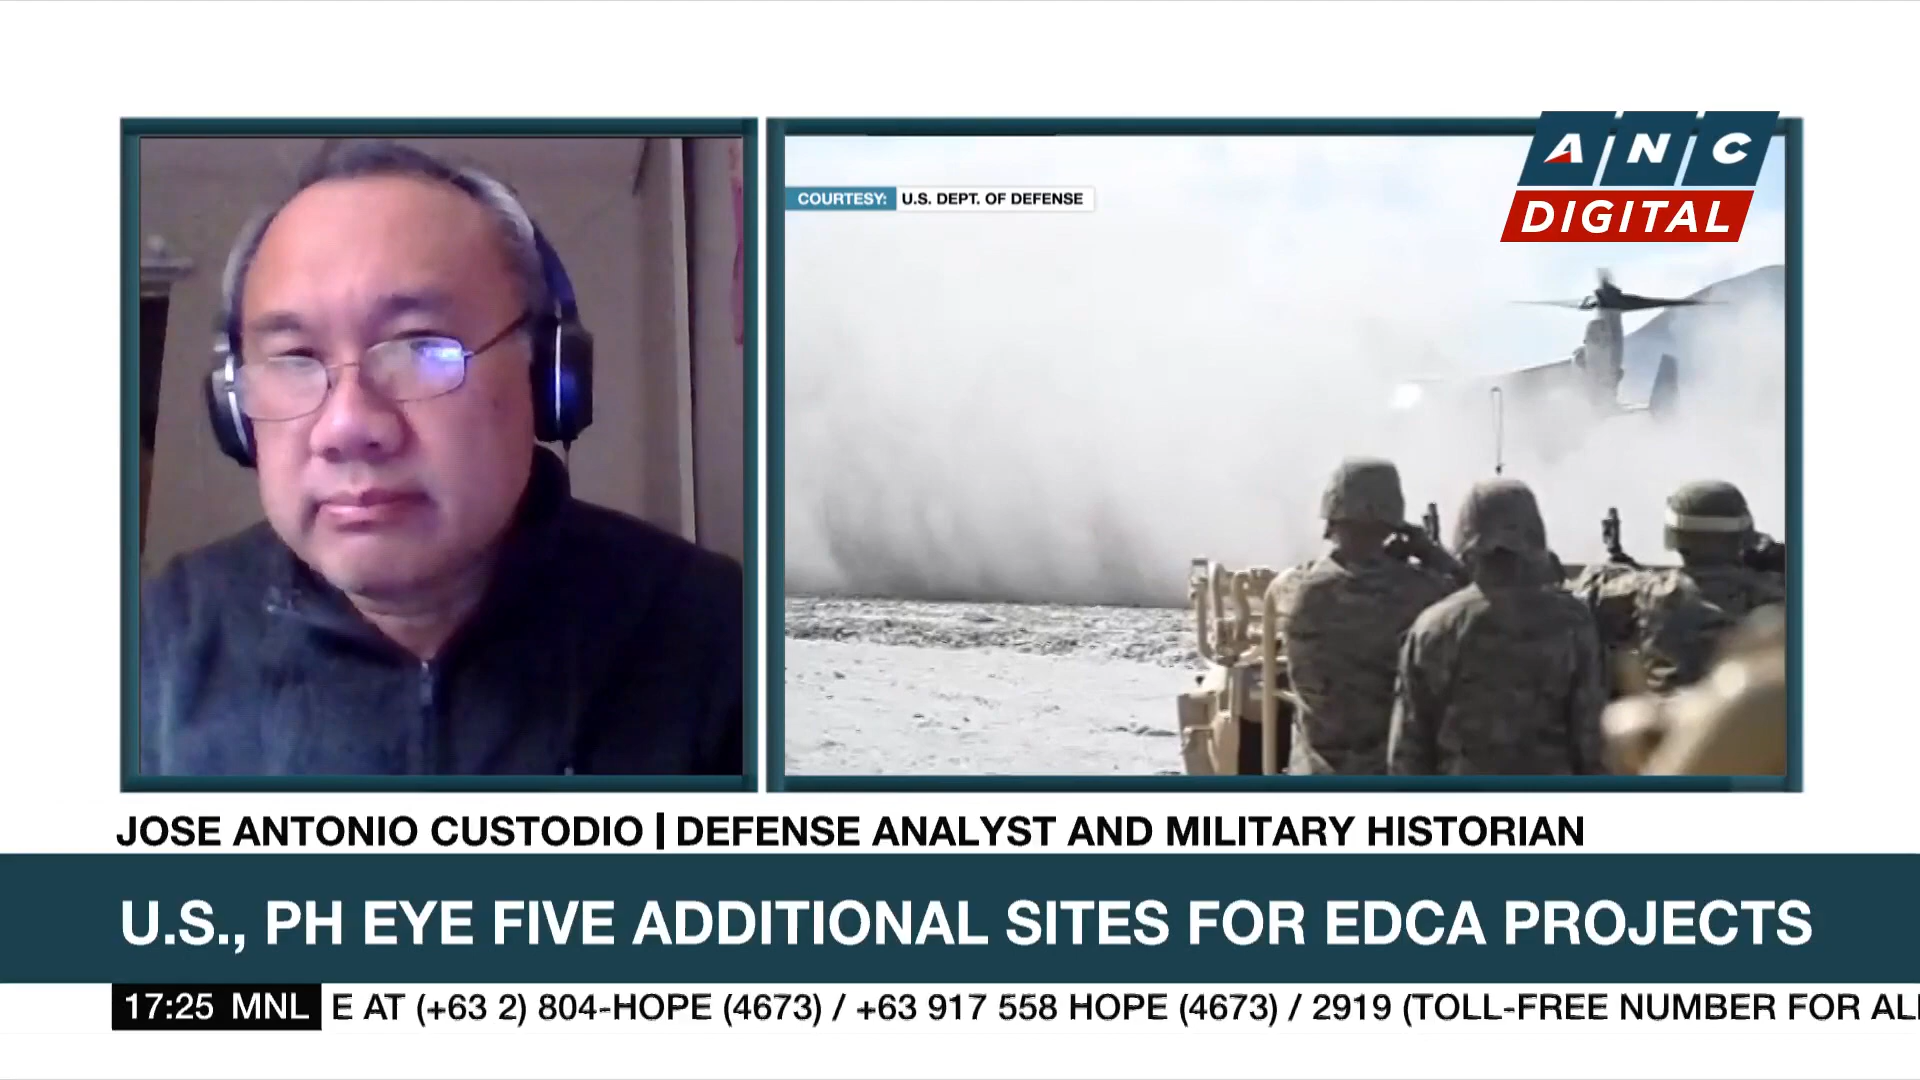 ANC
DIGITAL
COURTESY: U.S. DEPT. OF DEFENSE
JOSE ANTONIO CUSTODIO | DEFENSE ANALYST AND MILITARY HISTORIAN
U.S., PH EYE FIVE ADDITIONAL SITES FOR EDCA PROJECTS
17:25 MNL E AT (+63 2) 804-HOPE (4673) / +63 917 558 HOPE (4673) / 2919 (TOLL-FREE NUMBER FOR AL